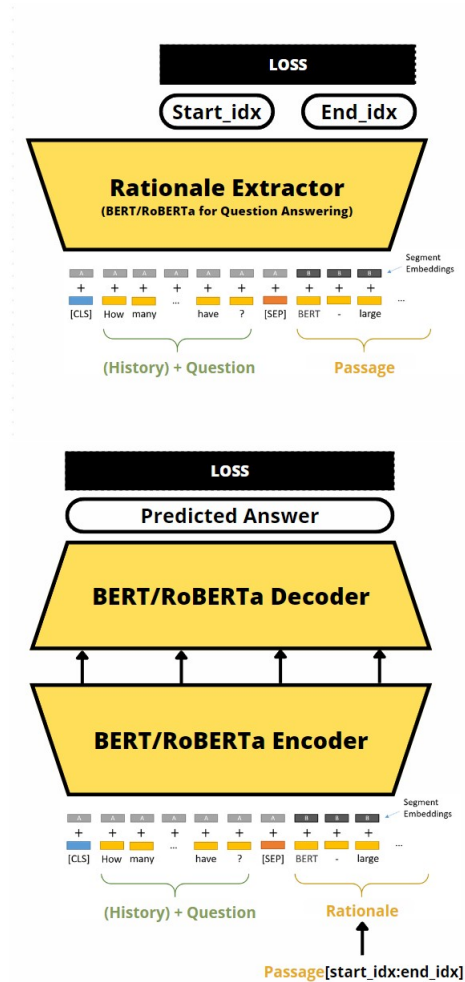 LOSS
Start_idx End_idx
Rationale Extractor
(BERT/RoBERTa for Question Answering)
Segment
Embeddings
A A A A A A A B B B
+ + + + + + + + + +
[CLS] How many ... have ? [SEP] BERT - large ...
(History) + Question Passage
LOSS
Predicted Answer
BERT/RoBERTa Decoder
BERT/RoBERTa Encoder
Segment
Embeddings
A A A A A A A B B B
+ + + + + + + + + +
[CLS] How many ... have ? [SEP] BERT - large ...
(History) + Question Rationale
Passage[start_idx:end_idx]